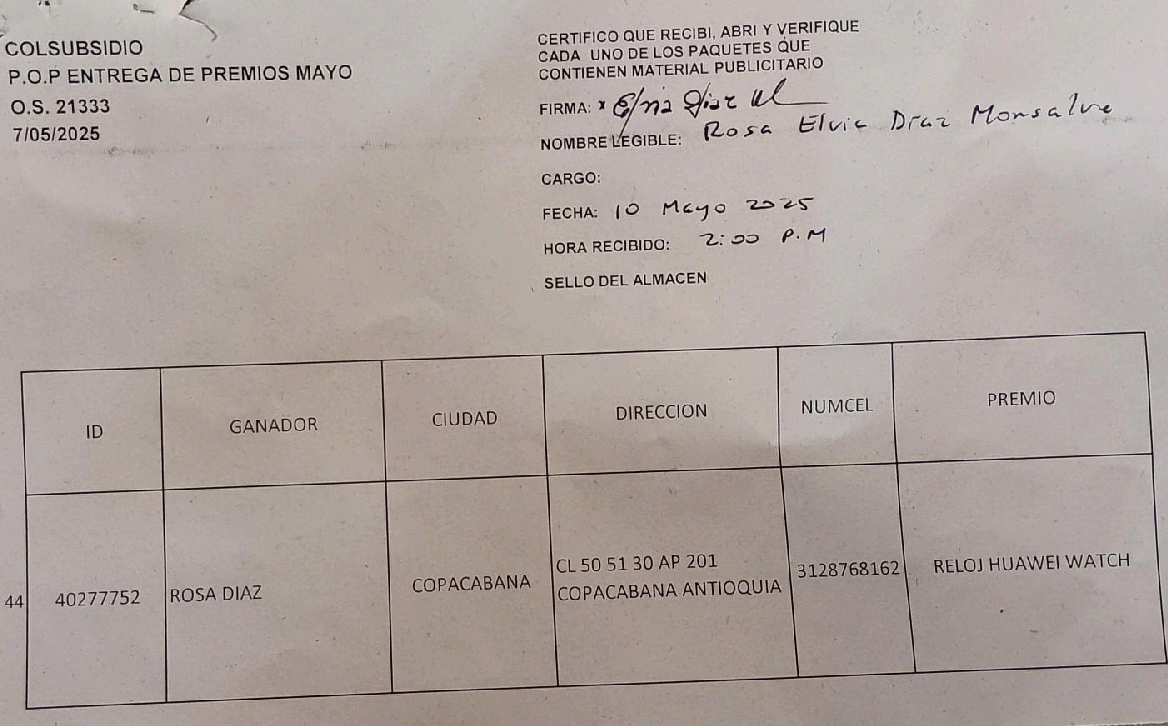 COLSUBSIDIO
P.O.P ENTREGA DE PREMIOS MAYO
O.S. 21333
7/05/2025
CERTIFICO QUE RECIBI, ABRI Y VERIFIQUE
CADA UNO DE LOS PAQUETES QUE
CONTIENEN MATERIAL PUBLICITARIO
FIRMA:
NOMBRE LEGIBLE: Rosa Elvia Diaz Monsalve
CARGO:
FECHA: 10 Mayo 2025
HORA RECIBIDO: 2:00 P.M
SELLO DEL ALMACEN
ID GANADOR CIUDAD DIRECCION NUMCEL PREMIO
44 40277752 ROSA DIAZ COPACABANA CL 50 51 30 AP 201 3128768162 RELOJ HUAWEI WATCH
COPACABANA ANTIOQUIA